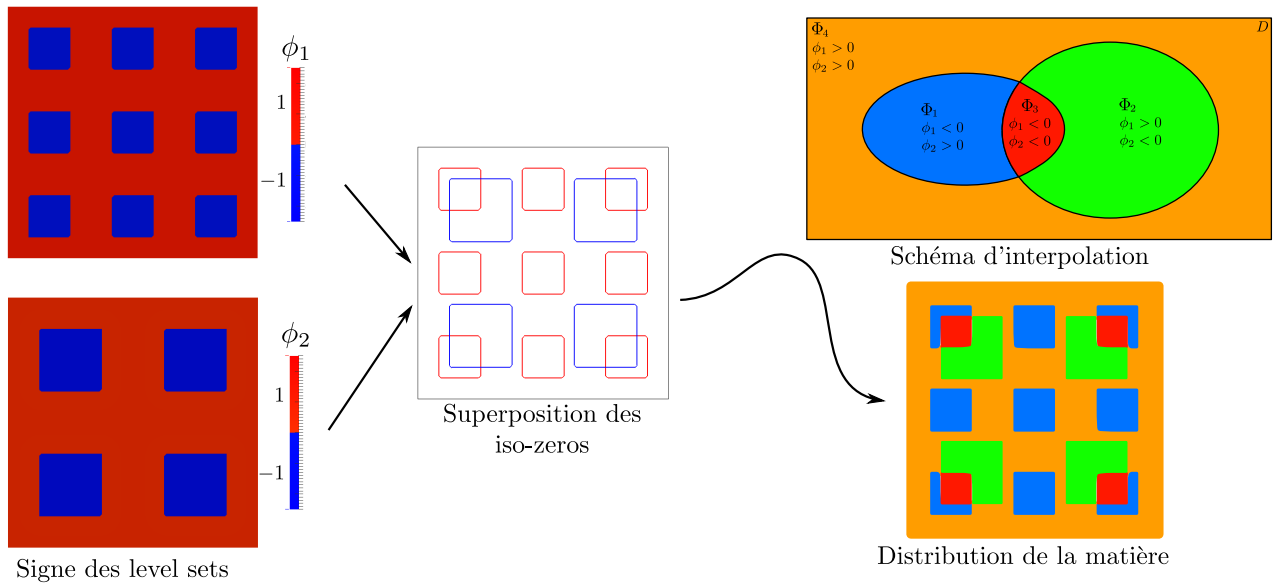 ϕ₁
1
−1
ϕ₂
1
−1
Signe des level sets
Superposition des
iso-zeros
Φ₄
ϕ₁ > 0
ϕ₂ > 0
D
Φ₁
ϕ₁ < 0
ϕ₂ > 0
Φ₃
ϕ₁ < 0
ϕ₂ < 0
Φ₂
ϕ₁ > 0
ϕ₂ < 0
Schéma d'interpolation
Distribution de la matière